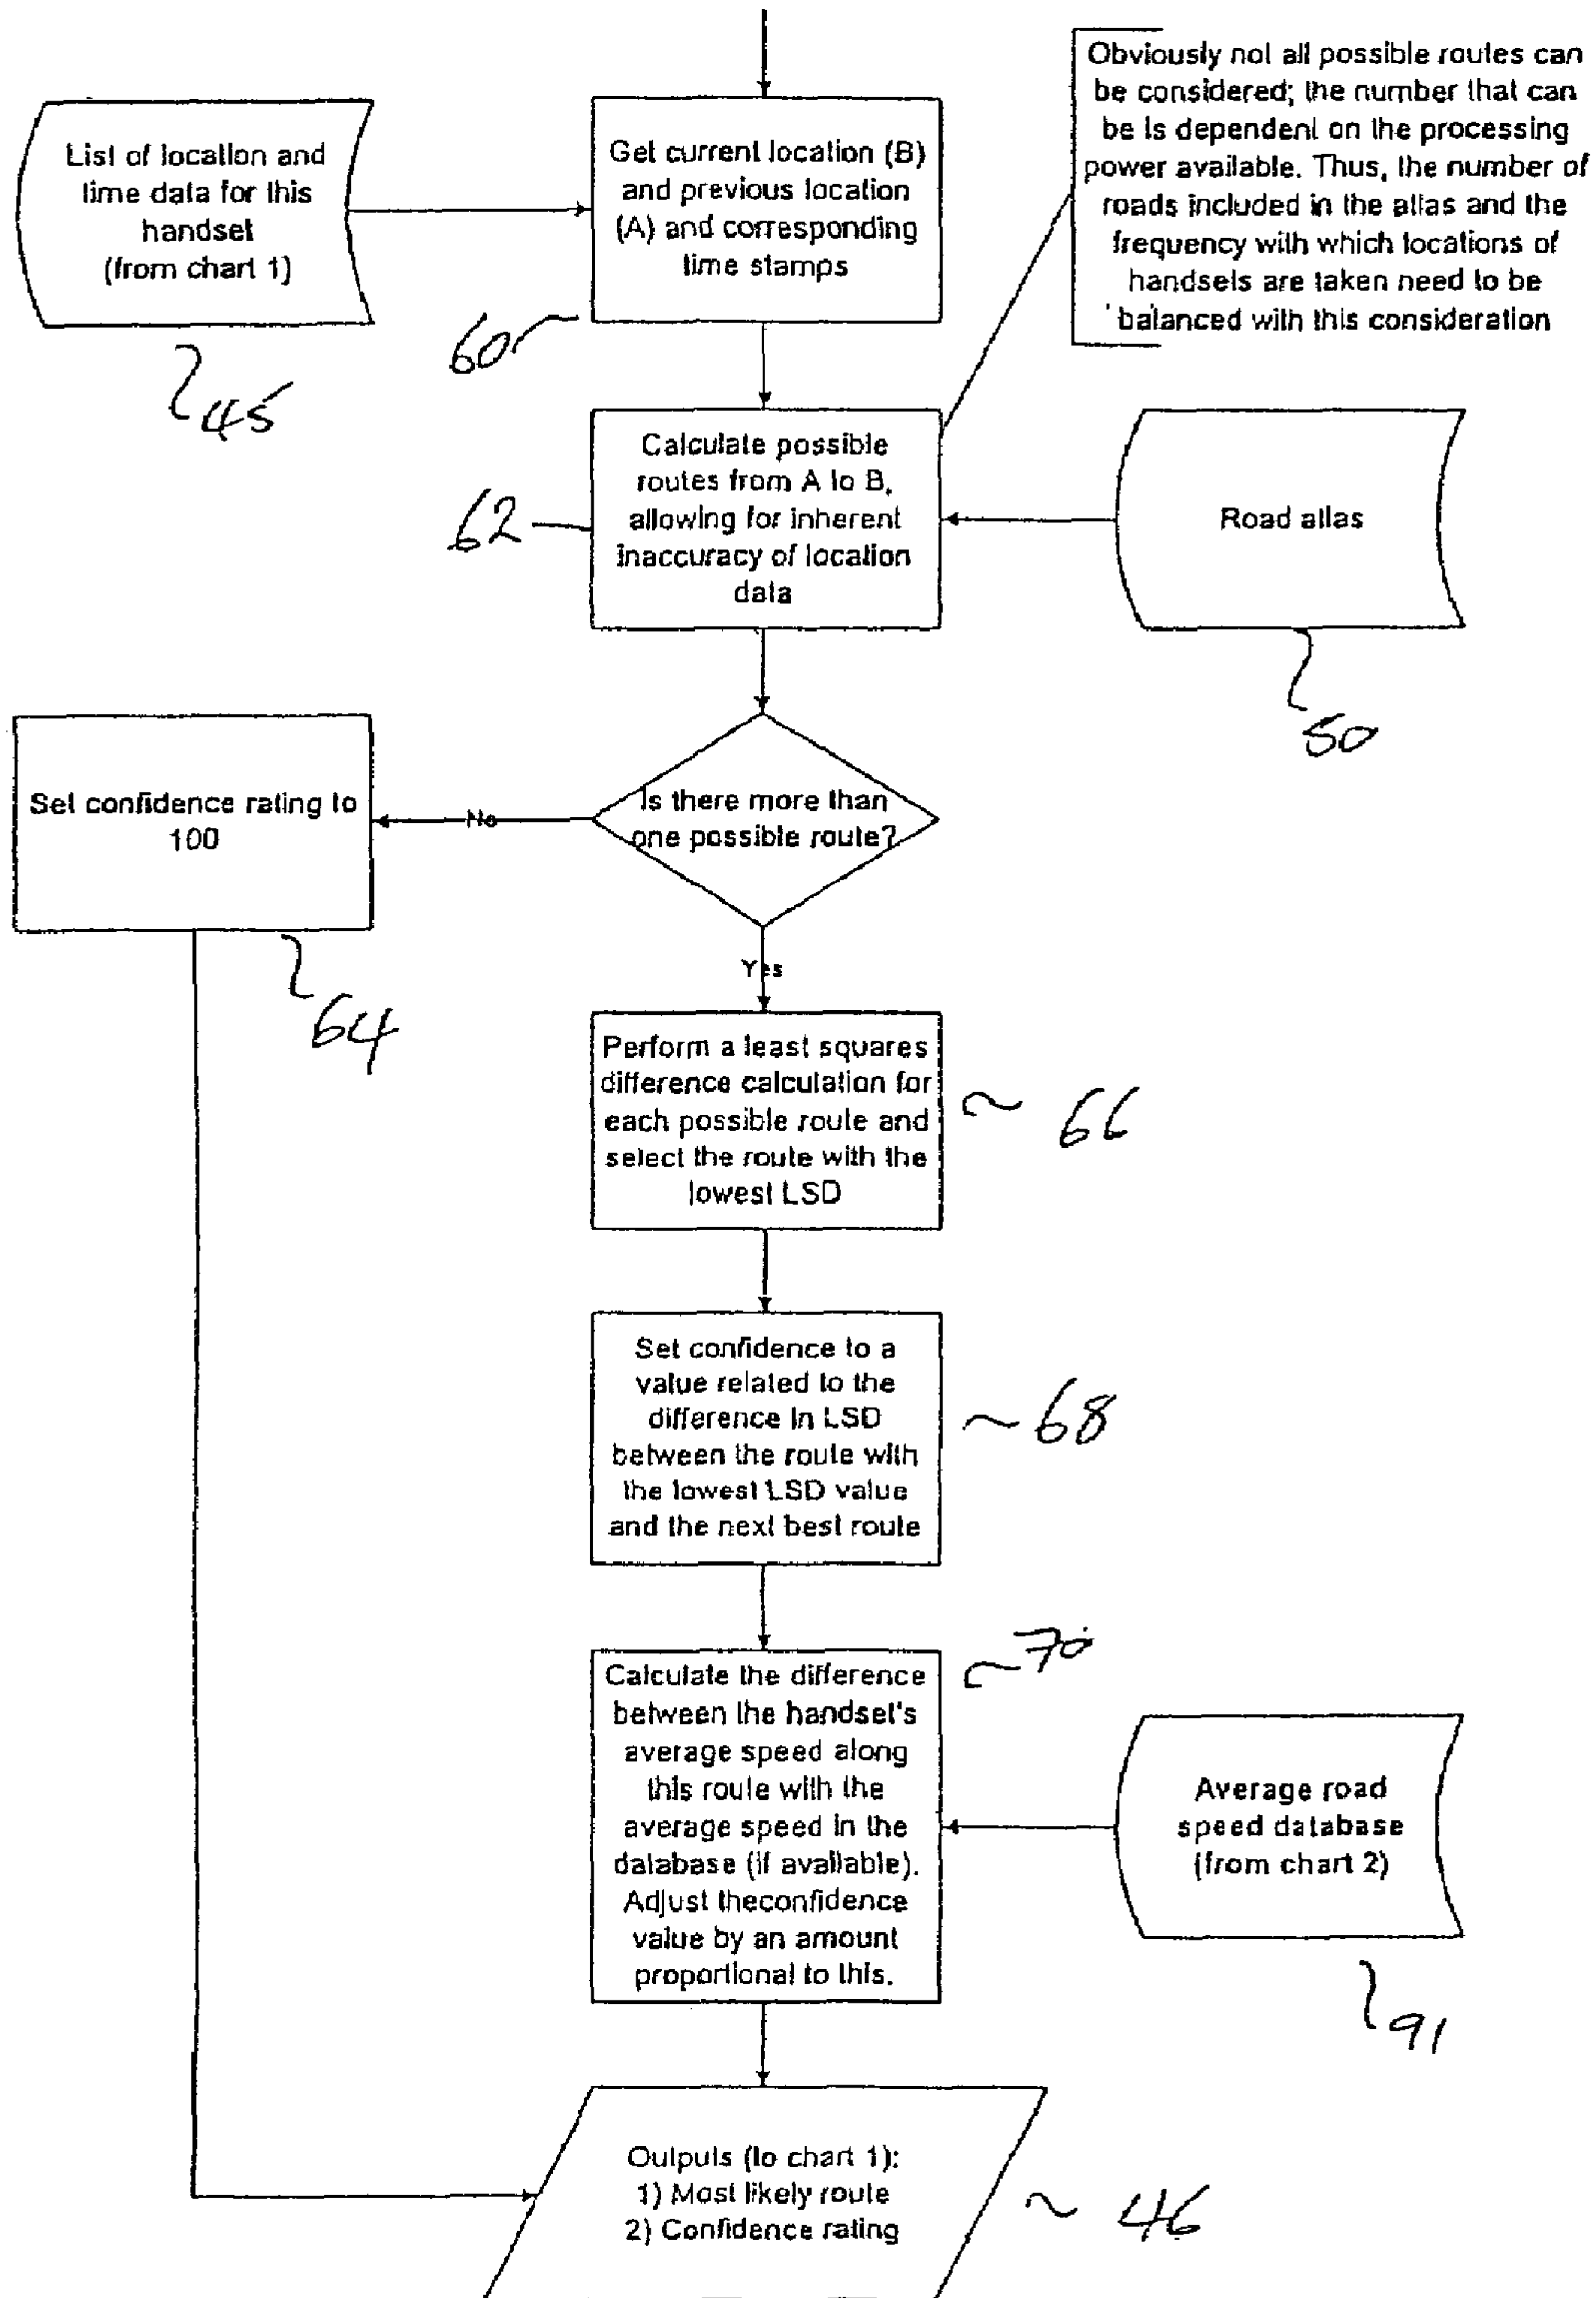 List of location and
time data for this
handset
(from chart 1)
45
Get current location (B)
and previous location
(A) and corresponding
time stamps
60
Obviously not all possible routes can
be considered; the number that can
be is dependent on the processing
power available. Thus, the number of
roads included in the atlas and the
frequency with which locations of
handsets are taken need to be
balanced with this consideration
Calculate possible
routes from A to B,
allowing for inherent
inaccuracy of location
data
62
Road atlas
50
Is there more than
one possible route?
No
Set confidence rating to
100
64
Yes
Perform a least squares
difference calculation for
each possible route and
select the route with the
lowest LSD
66
Set confidence to a
value related to the
difference in LSD
between the route with
the lowest LSD value
and the next best route
68
Calculate the difference
between the handset's
average speed along
this route with the
average speed in the
database (if available).
Adjust theconfidence
value by an amount
proportional to this.
70
Average road
speed database
(from chart 2)
91
Outputs (to chart 1):
1) Most likely route
2) Confidence rating
46